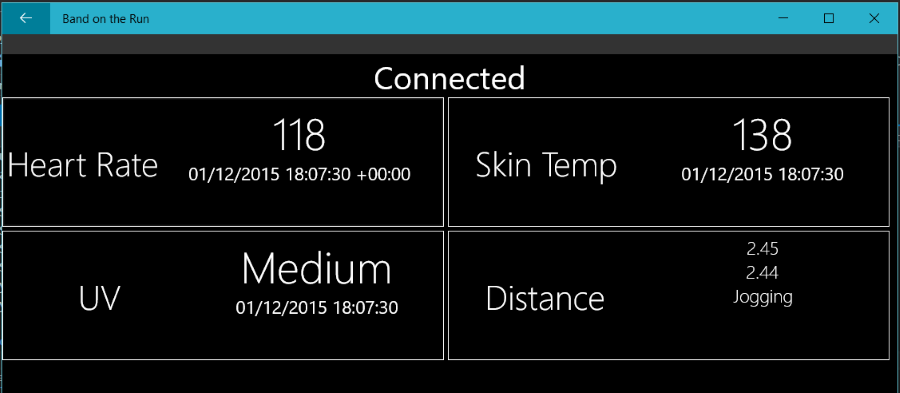 Band on the Run
Connected
Heart Rate
118
01/12/2015 18:07:30 +00:00
Skin Temp
138
01/12/2015 18:07:30
UV
Medium
01/12/2015 18:07:30
Distance
2.45
2.44
Jogging